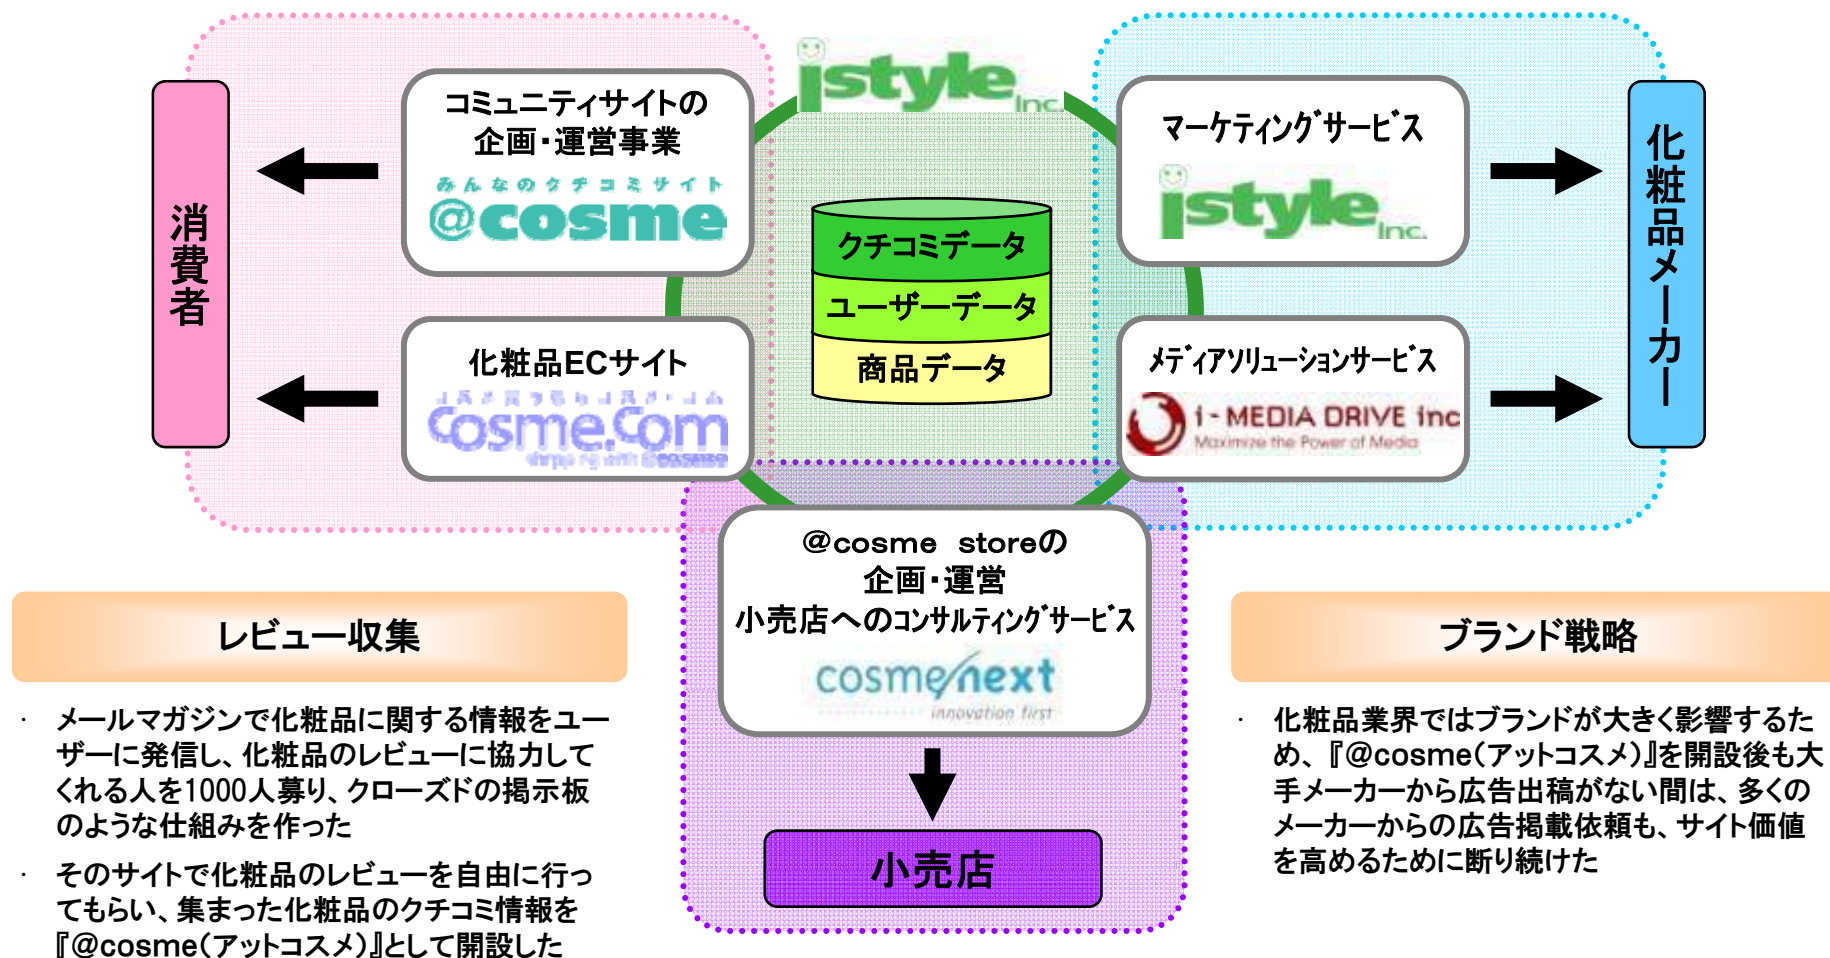 istyle Inc.
コミュニティサイトの
企画・運営事業
みんなのクチコミサイト
@cosme
マーケティングサービス
istyle Inc.
消費者
化粧品メーカー
クチコミデータ
ユーザーデータ
商品データ
化粧品ECサイト
Cosme.Com
メディアソリューションサービス
i-MEDIA DRIVE inc
Maximize the Power of Media
@cosme storeの
企画・運営
小売店へのコンサルティングサービス
cosme next
innovation first
小売店
レビュー収集
・ メールマガジンで化粧品に関する情報をユー
ザーに発信し、化粧品のレビューに協力して
くれる人を1000人募り、クローズドの掲示板
のような仕組みを作った
・ そのサイトで化粧品のレビューを自由に行っ
てもらい、集まった化粧品のクチコミ情報を
『@cosme(アットコスメ)』として開設した
ブランド戦略
・ 化粧品業界ではブランドが大きく影響するた
め、『@cosme(アットコスメ)』を開設後も大
手メーカーから広告出稿がない間は、多くの
メーカーからの広告掲載依頼も、サイト価値
を高めるために断り続けた